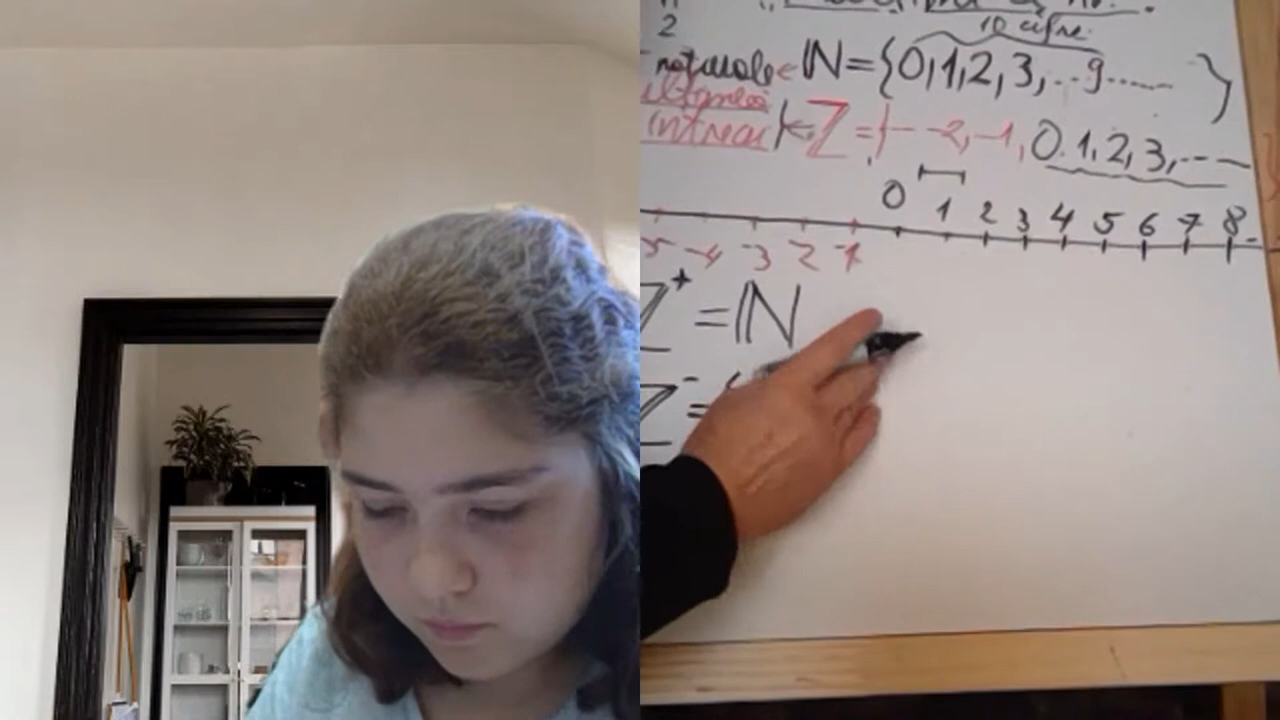 2
10 cifre.
naturale ← ℕ={0,1,2,3,...9......}
întregi ← ℤ={-- -2,-1,0.1,2,3,-----
0 1 2 3 4 5 6 7 8
-5 -4 -3 -2 -1
ℤ⁺ = ℕ
ℤ⁻ = {